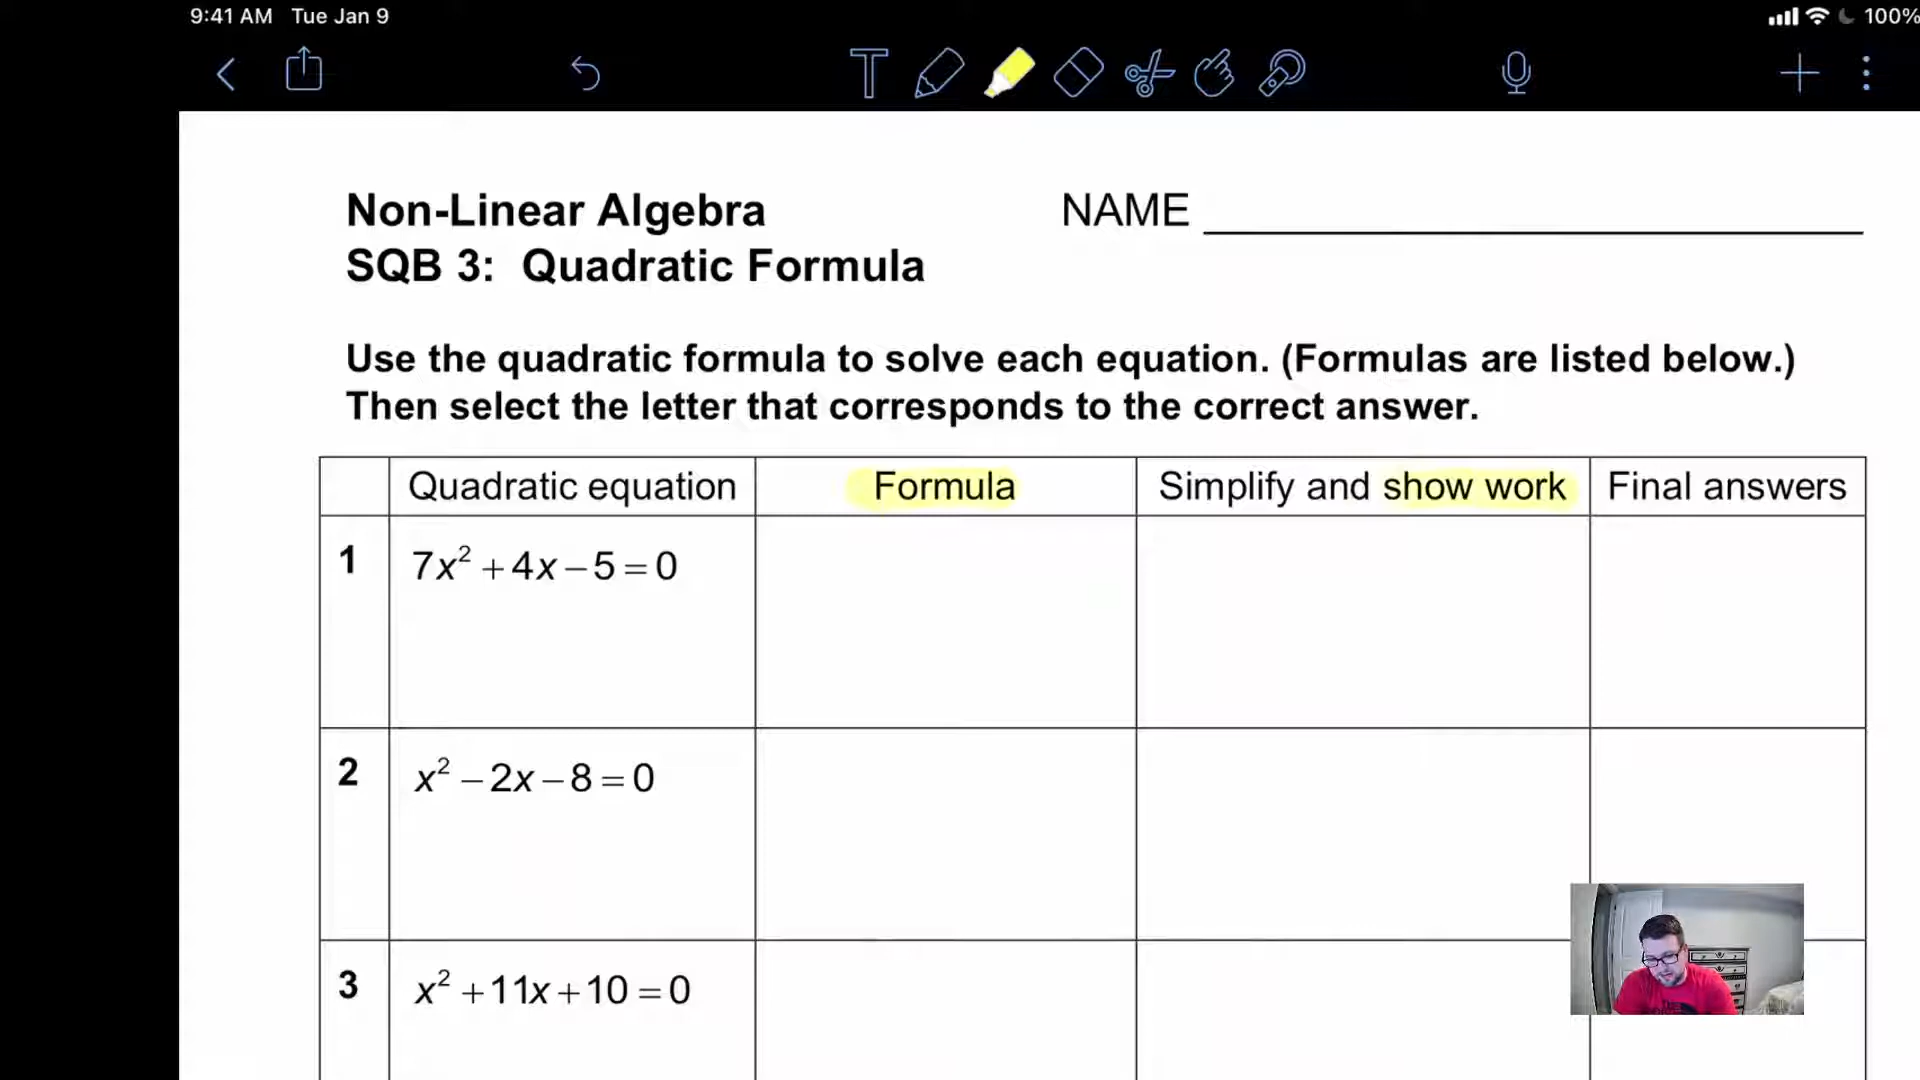 9:41 AM Tue Jan 9
100%
Non-Linear Algebra
NAME
SQB 3: Quadratic Formula
Use the quadratic formula to solve each equation. (Formulas are listed below.)
Then select the letter that corresponds to the correct answer.
Quadratic equation Formula Simplify and show work Final answers
1 7x² + 4x – 5 = 0
2 x² – 2x – 8 = 0
3 x² + 11x + 10 = 0